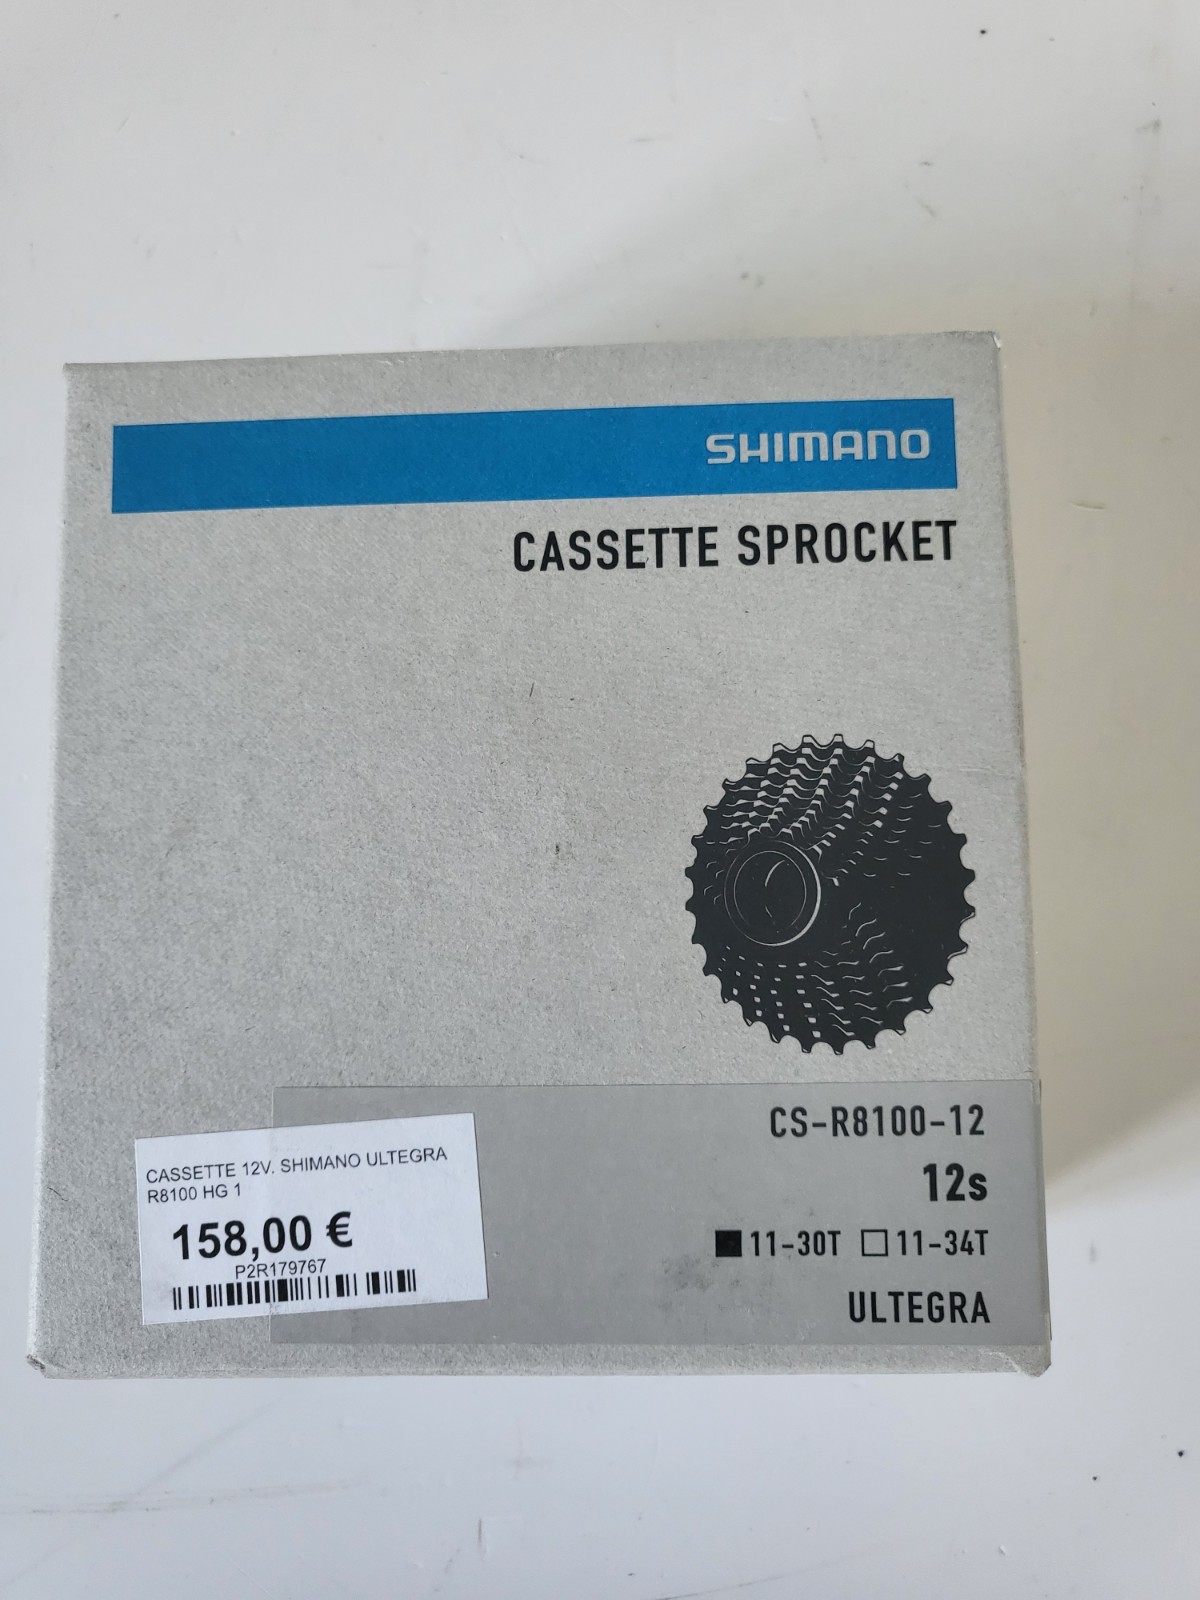 SHIMANO
CASSETTE SPROCKET
CS-R8100-12
12s
■ 11-30T □ 11-34T
ULTEGRA
CASSETTE 12V. SHIMANO ULTEGRA
R8100 HG 1
158,00 €
P2R179767